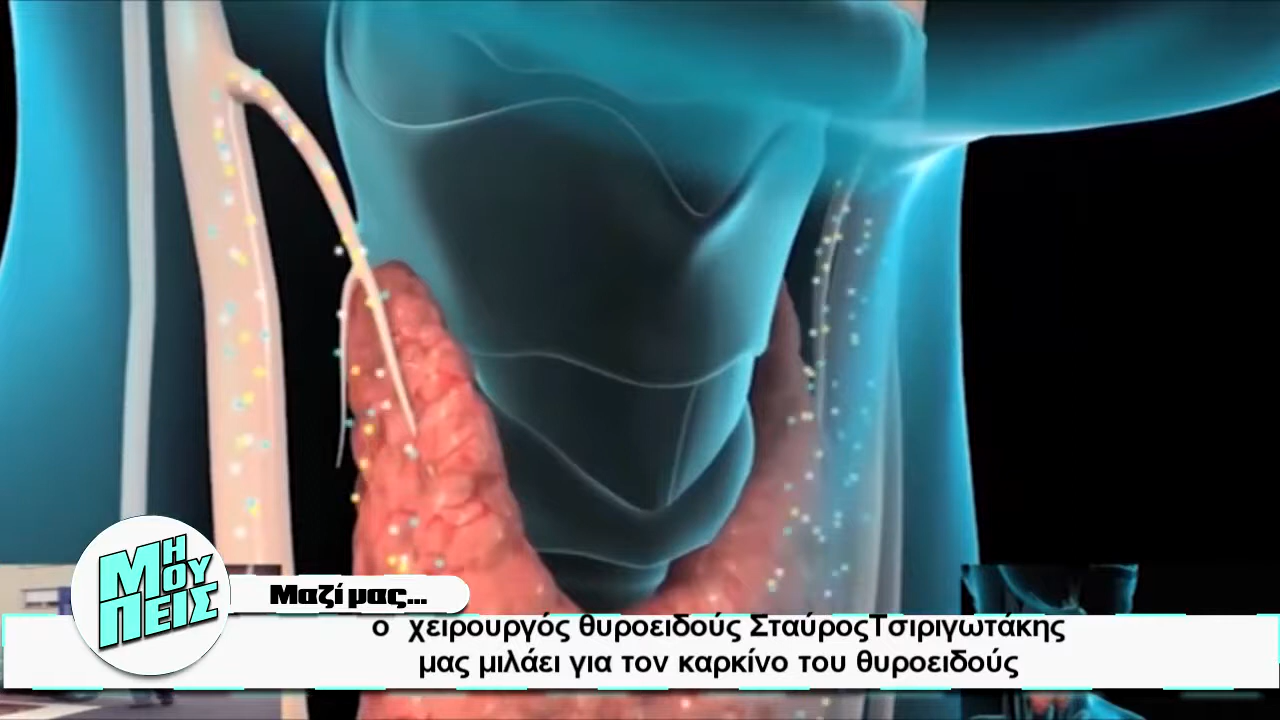 ΜΗ
ΟΥ
ΠΕΙΣ
Μαζί μας...
ο χειρουργός θυροειδούς ΣταύροςΤσιριγωτάκης
μας μιλάει για τον καρκίνο του θυροειδούς